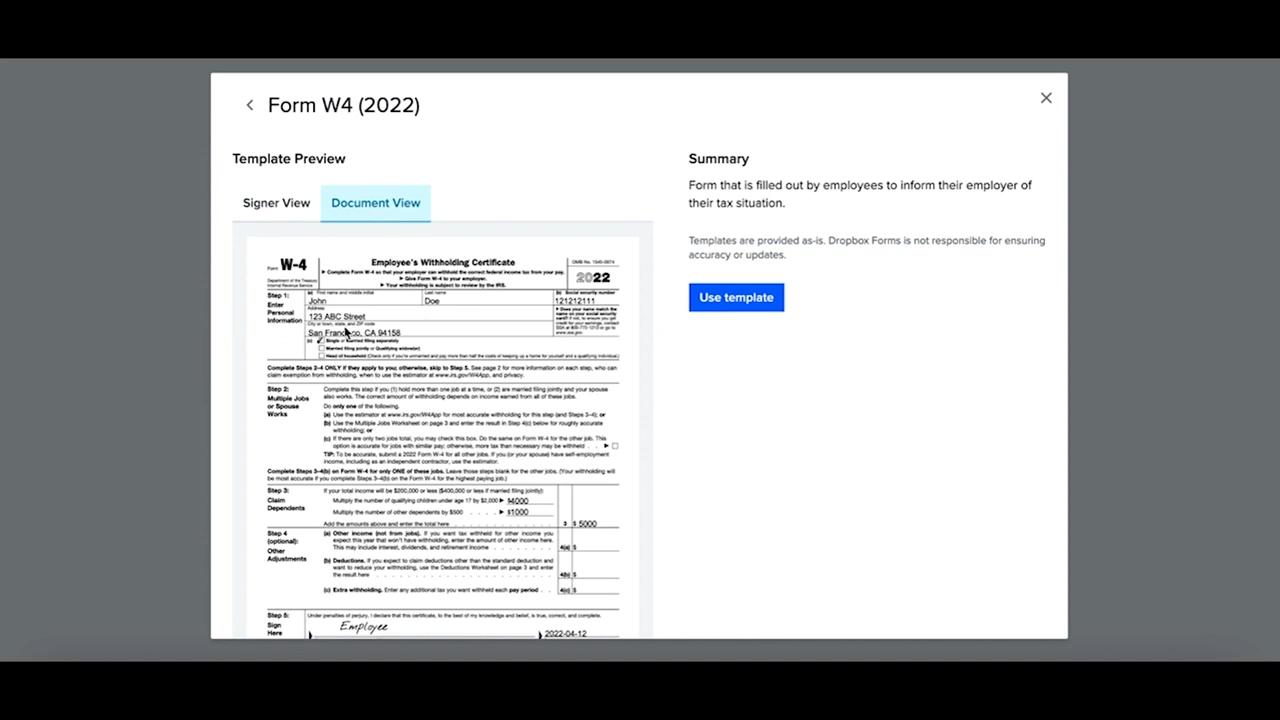 Form W4 (2022)
Template Preview
Signer View
Document View
Form W-4
Department of the Treasury
Internal Revenue Service
Employee's Withholding Certificate
▶ Complete Form W-4 so that your employer can withhold the correct federal income tax from your pay.
▶ Give Form W-4 to your employer.
▶ Your withholding is subject to review by the IRS.
OMB No. 1545-0074
2022
Step 1:
Enter
Personal
Information
(a) First name and middle initial
John
Last name
Doe
(b) Social security number
121212111
Address
123 ABC Street
City or town, state, and ZIP code
San Francisco, CA 94158
▶ Does your name match the
name on your social security
card? If not, to ensure you get
credit for your earnings, contact
SSA at 800-772-1213 or go to
www.ssa.gov.
(c) Single or Married filing separately
Married filing jointly or Qualifying widow(er)
Head of household (Check only if you're unmarried and pay more than half the costs of keeping up a home for yourself and a qualifying individual.)
Complete Steps 2–4 ONLY if they apply to you; otherwise, skip to Step 5. See page 2 for more information on each step, who can
claim exemption from withholding, when to use the estimator at www.irs.gov/W4App, and privacy.
Step 2:
Multiple Jobs
or Spouse
Works
Complete this step if you (1) hold more than one job at a time, or (2) are married filing jointly and your spouse
also works. The correct amount of withholding depends on income earned from all of these jobs.
Do only one of the following.
(a) Use the estimator at www.irs.gov/W4App for most accurate withholding for this step (and Steps 3–4); or
(b) Use the Multiple Jobs Worksheet on page 3 and enter the result in Step 4(c) below for roughly accurate
withholding; or
(c) If there are only two jobs total, you may check this box. Do the same on Form W-4 for the other job. This
option is accurate for jobs with similar pay; otherwise, more tax than necessary may be withheld . . ▶
TIP: To be accurate, submit a 2022 Form W-4 for all other jobs. If you (or your spouse) have self-employment
income, including as an independent contractor, use the estimator.
Complete Steps 3–4(b) on Form W-4 for only ONE of these jobs. Leave those steps blank for the other jobs. (Your withholding will
be most accurate if you complete Steps 3–4(b) on the Form W-4 for the highest paying job.)
Step 3:
Claim
Dependents
If your total income will be $200,000 or less ($400,000 or less if married filing jointly):
Multiply the number of qualifying children under age 17 by $2,000 ▶ $4000
Multiply the number of other dependents by $500 . . . . ▶ $1000
Add the amounts above and enter the total here 3 $ 5000
Step 4
(optional):
Other
Adjustments
(a) Other income (not from jobs). If you want tax withheld for other income you
expect this year that won't have withholding, enter the amount of other income here.
This may include interest, dividends, and retirement income 4(a) $
(b) Deductions. If you expect to claim deductions other than the standard deduction and
want to reduce your withholding, use the Deductions Worksheet on page 3 and enter
the result here 4(b) $
(c) Extra withholding. Enter any additional tax you want withheld each pay period . . 4(c) $
Step 5:
Sign
Here
Under penalties of perjury, I declare that this certificate, to the best of my knowledge and belief, is true, correct, and complete.
Employee
2022-04-12
Summary
Form that is filled out by employees to inform their employer of
their tax situation.
Templates are provided as-is. Dropbox Forms is not responsible for ensuring
accuracy or updates.
Use template